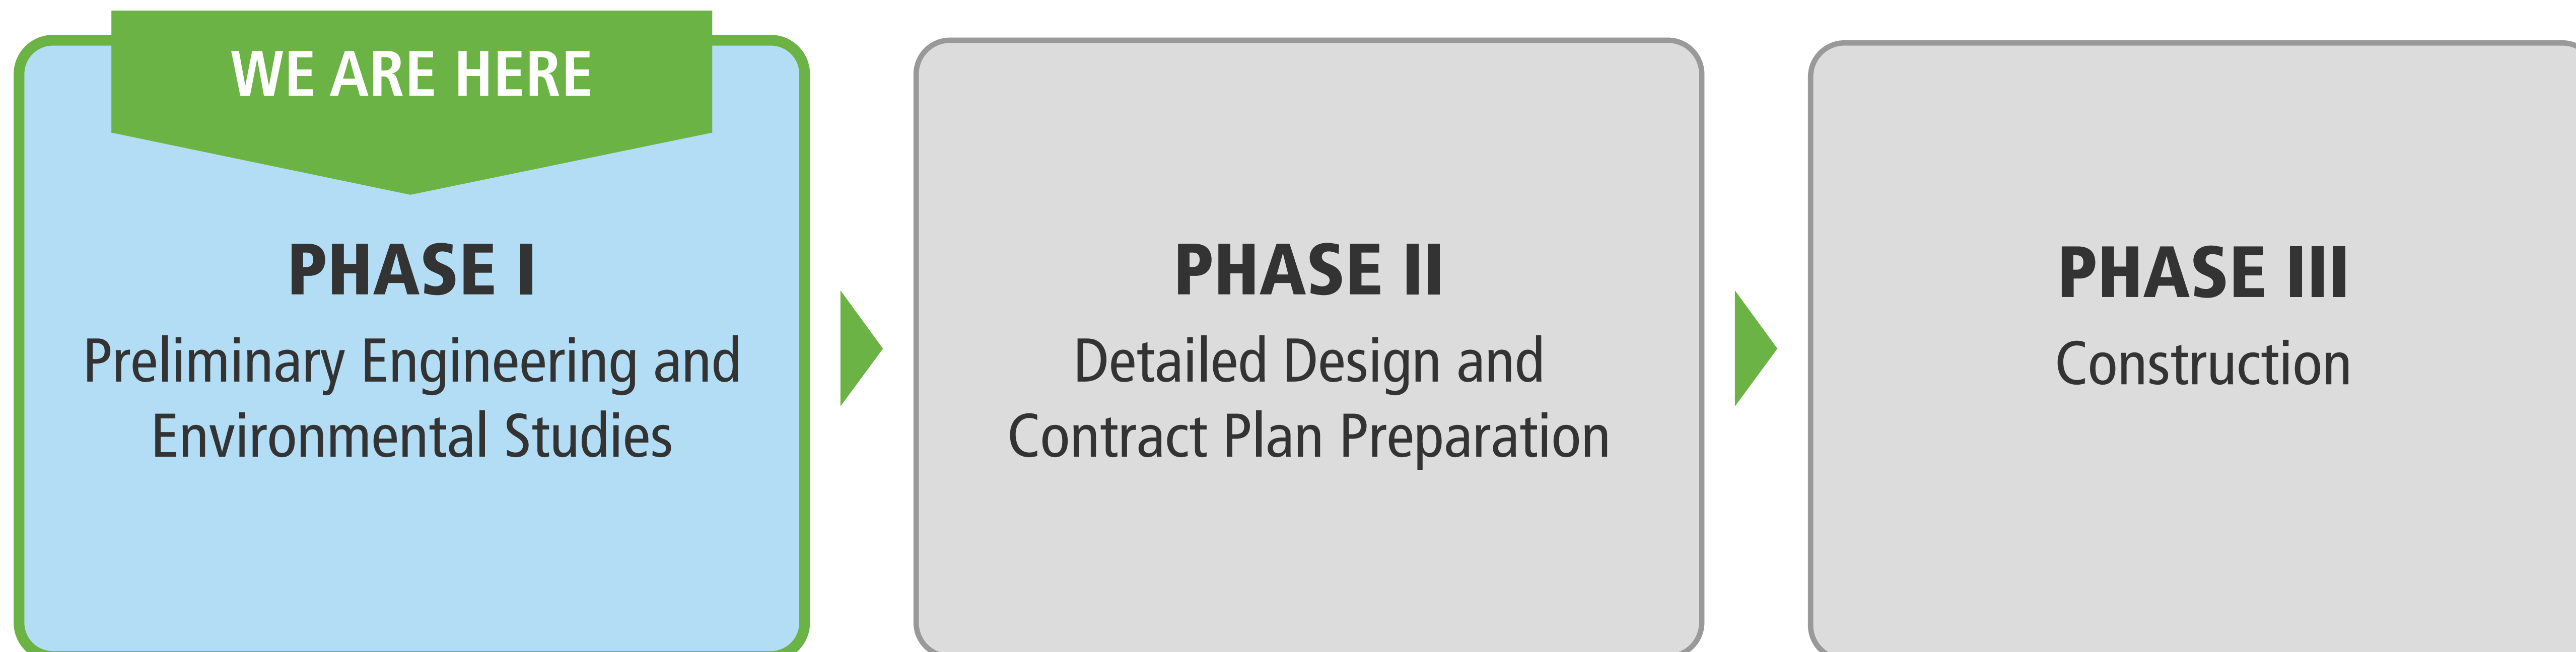 WE ARE HERE
PHASE I
Preliminary Engineering and
Environmental Studies
PHASE II
Detailed Design and
Contract Plan Preparation
PHASE III
Construction